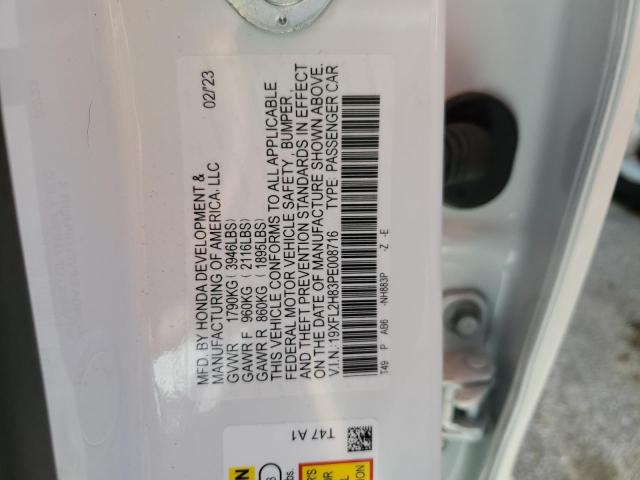 MFD. BY HONDA DEVELOPMENT & 02/23
MANUFACTURING OF AMERICA, LLC
GVWR 1790KG ( 3946LBS)
GAWR F 960KG ( 2116LBS)
GAWR R 860KG ( 1895LBS)
THIS VEHICLE CONFORMS TO ALL APPLICABLE
FEDERAL MOTOR VEHICLE SAFETY, BUMPER,
AND THEFT PREVENTION STANDARDS IN EFFECT
ON THE DATE OF MANUFACTURE SHOWN ABOVE.
V.I.N.: 19XFL2H83PE008716 TYPE: PASSENGER CAR
T49 P AB6 -NH883P -Z -E
T47 A1